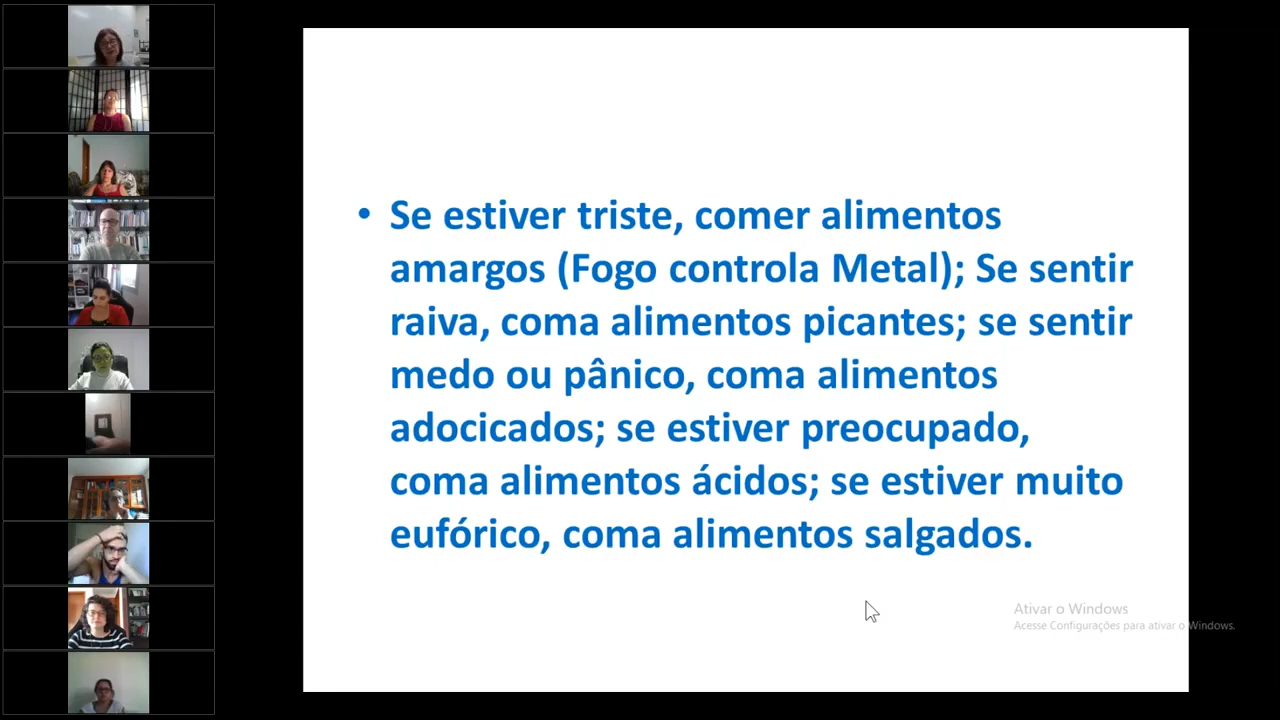 • Se estiver triste, comer alimentos
amargos (Fogo controla Metal); Se sentir
raiva, coma alimentos picantes; se sentir
medo ou pânico, coma alimentos
adocicados; se estiver preocupado,
coma alimentos ácidos; se estiver muito
eufórico, coma alimentos salgados.
Ativar o Windows
Acesse Configurações para ativar o Windows.